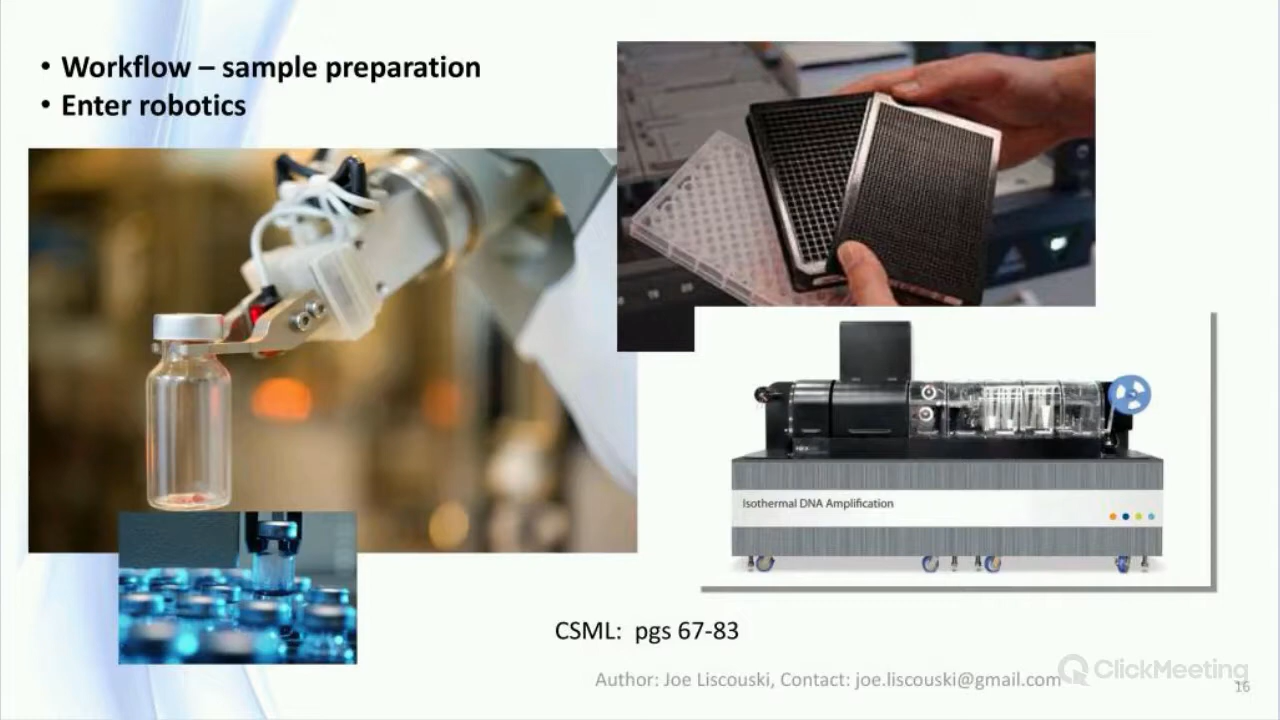 • Workflow – sample preparation
• Enter robotics
Isothermal DNA Amplification
CSML: pgs 67-83
Author: Joe Liscouski, Contact: joe.liscouski@gmail.com
ClickMeeting
16